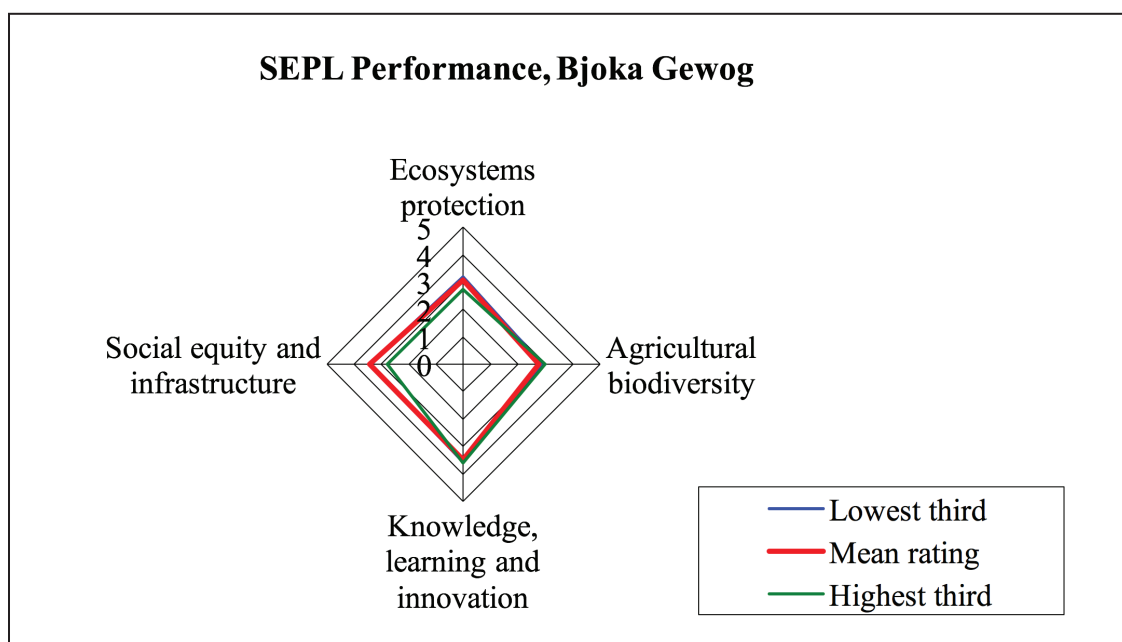 SEPL Performance, Bjoka Gewog
Ecosystems
protection
5
4
3
2
1
0
Social equity and
infrastructure
Agricultural
biodiversity
Knowledge,
learning and
innovation
Lowest third
Mean rating
Highest third